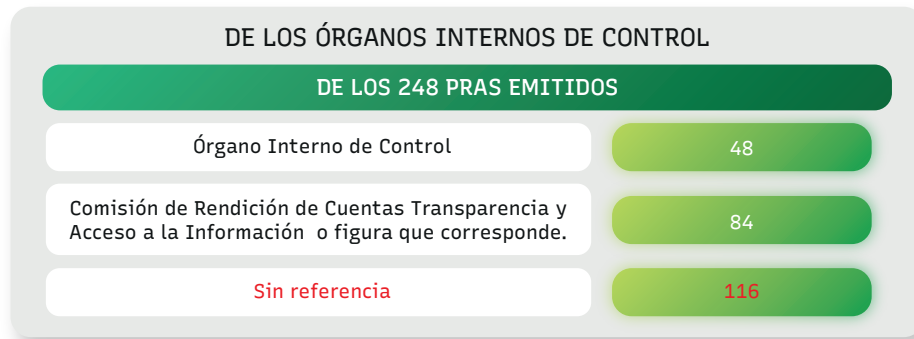 DE LOS ÓRGANOS INTERNOS DE CONTROL
DE LOS 248 PRAS EMITIDOS
Órgano Interno de Control
48
Comisión de Rendición de Cuentas Transparencia y
Acceso a la Información o figura que corresponde.
84
Sin referencia
116